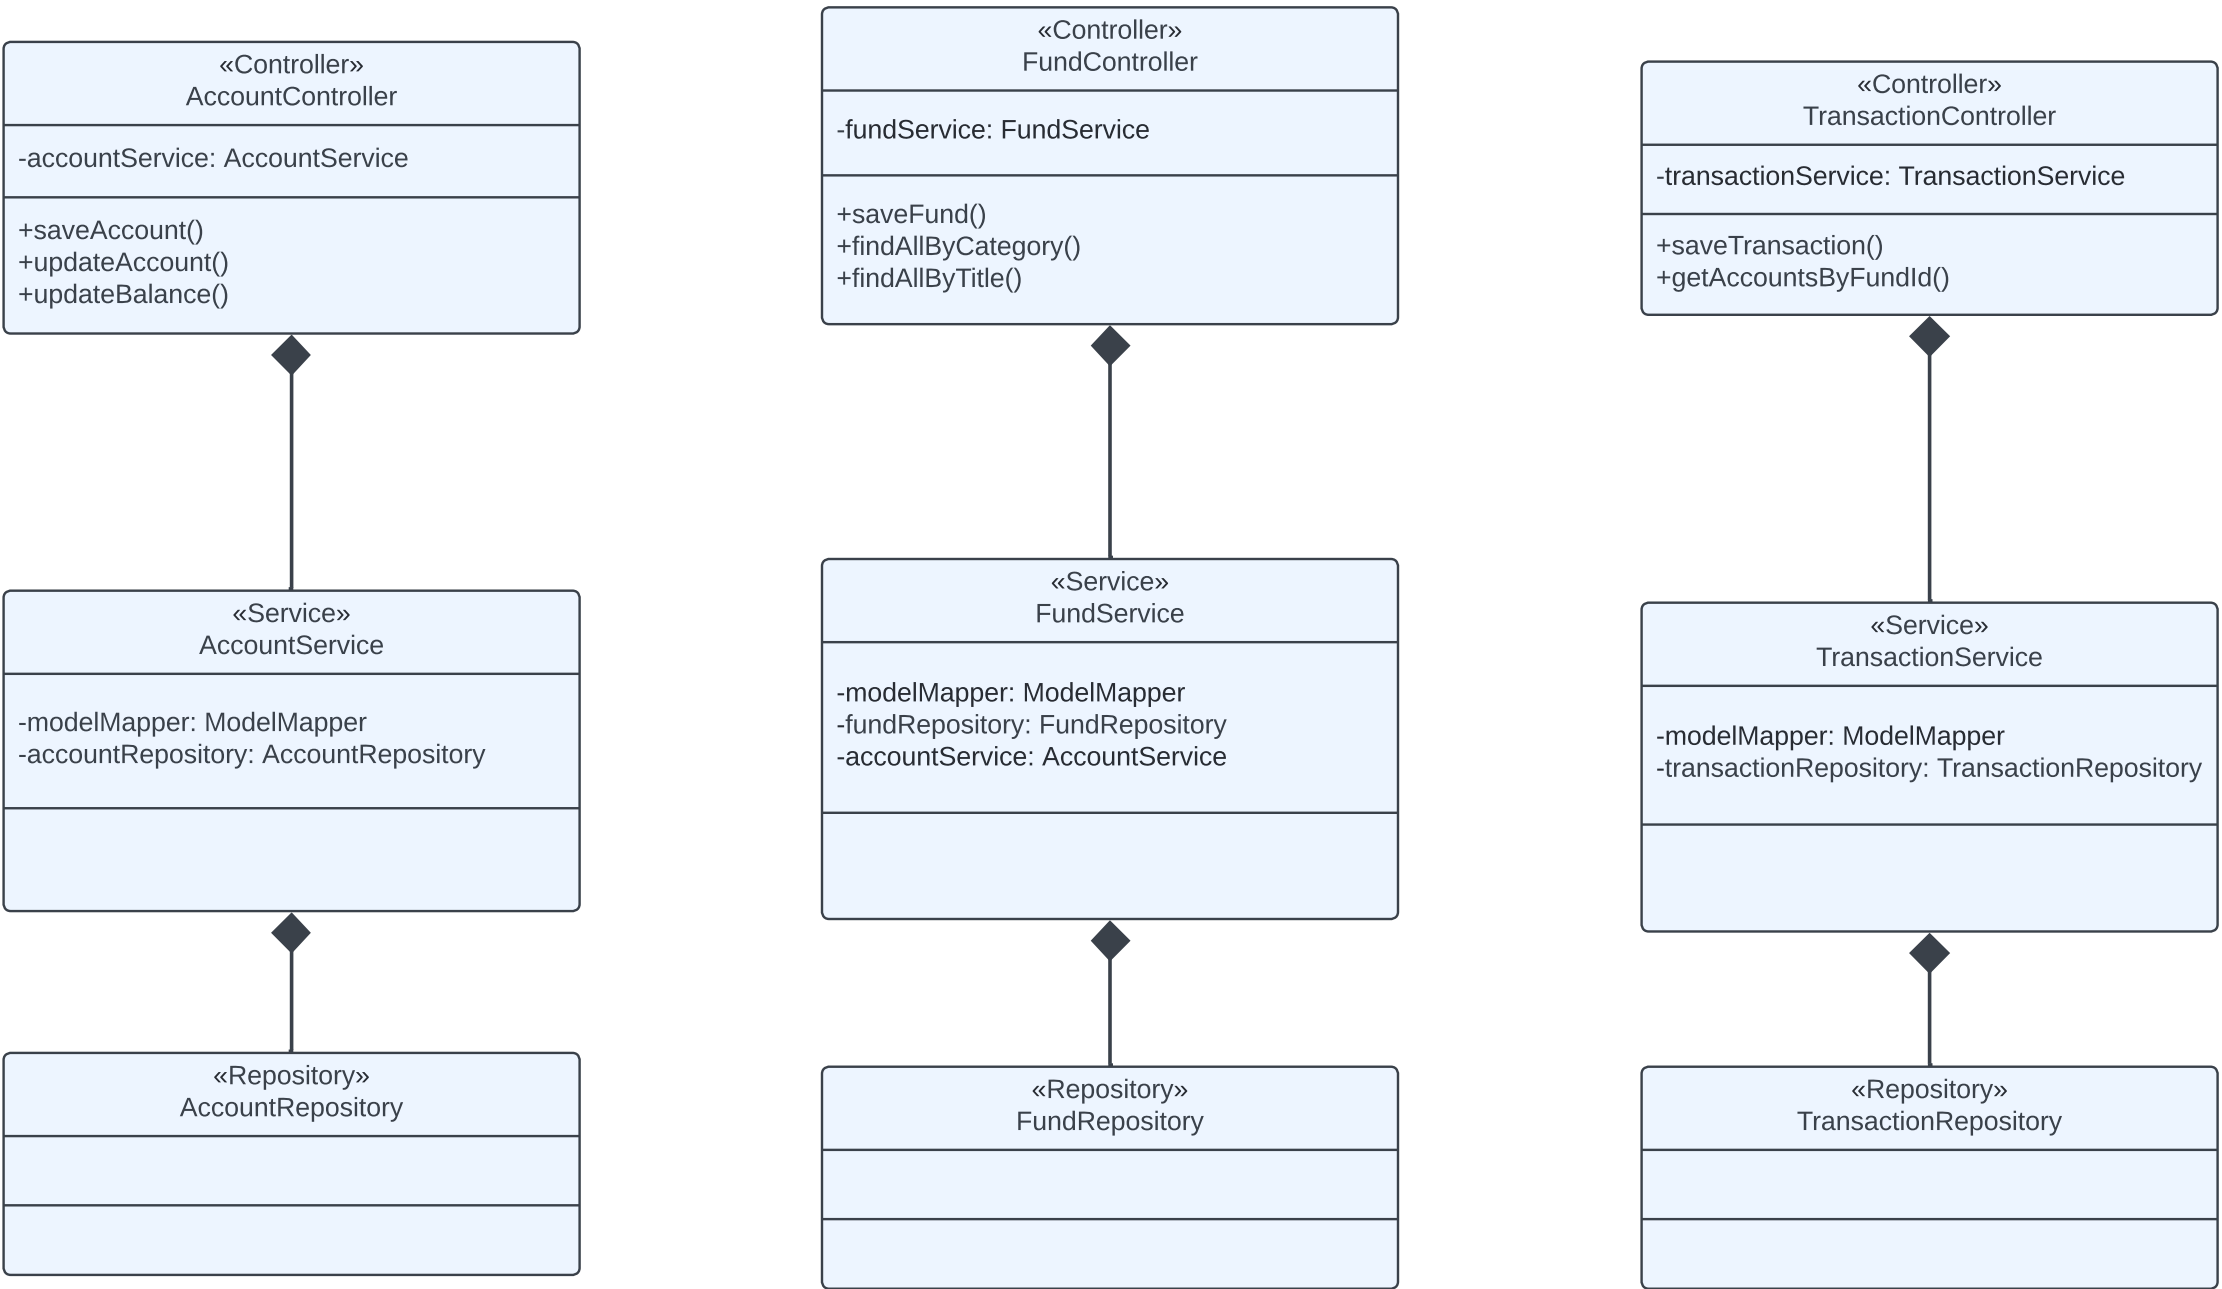 «Controller»
AccountController
-accountService: AccountService
+saveAccount()
+updateAccount()
+updateBalance()
«Controller»
FundController
-fundService: FundService
+saveFund()
+findAllByCategory()
+findAllByTitle()
«Controller»
TransactionController
-transactionService: TransactionService
+saveTransaction()
+getAccountsByFundId()
«Service»
AccountService
-modelMapper: ModelMapper
-accountRepository: AccountRepository
«Service»
FundService
-modelMapper: ModelMapper
-fundRepository: FundRepository
-accountService: AccountService
«Service»
TransactionService
-modelMapper: ModelMapper
-transactionRepository: TransactionRepository
«Repository»
AccountRepository
«Repository»
FundRepository
«Repository»
TransactionRepository